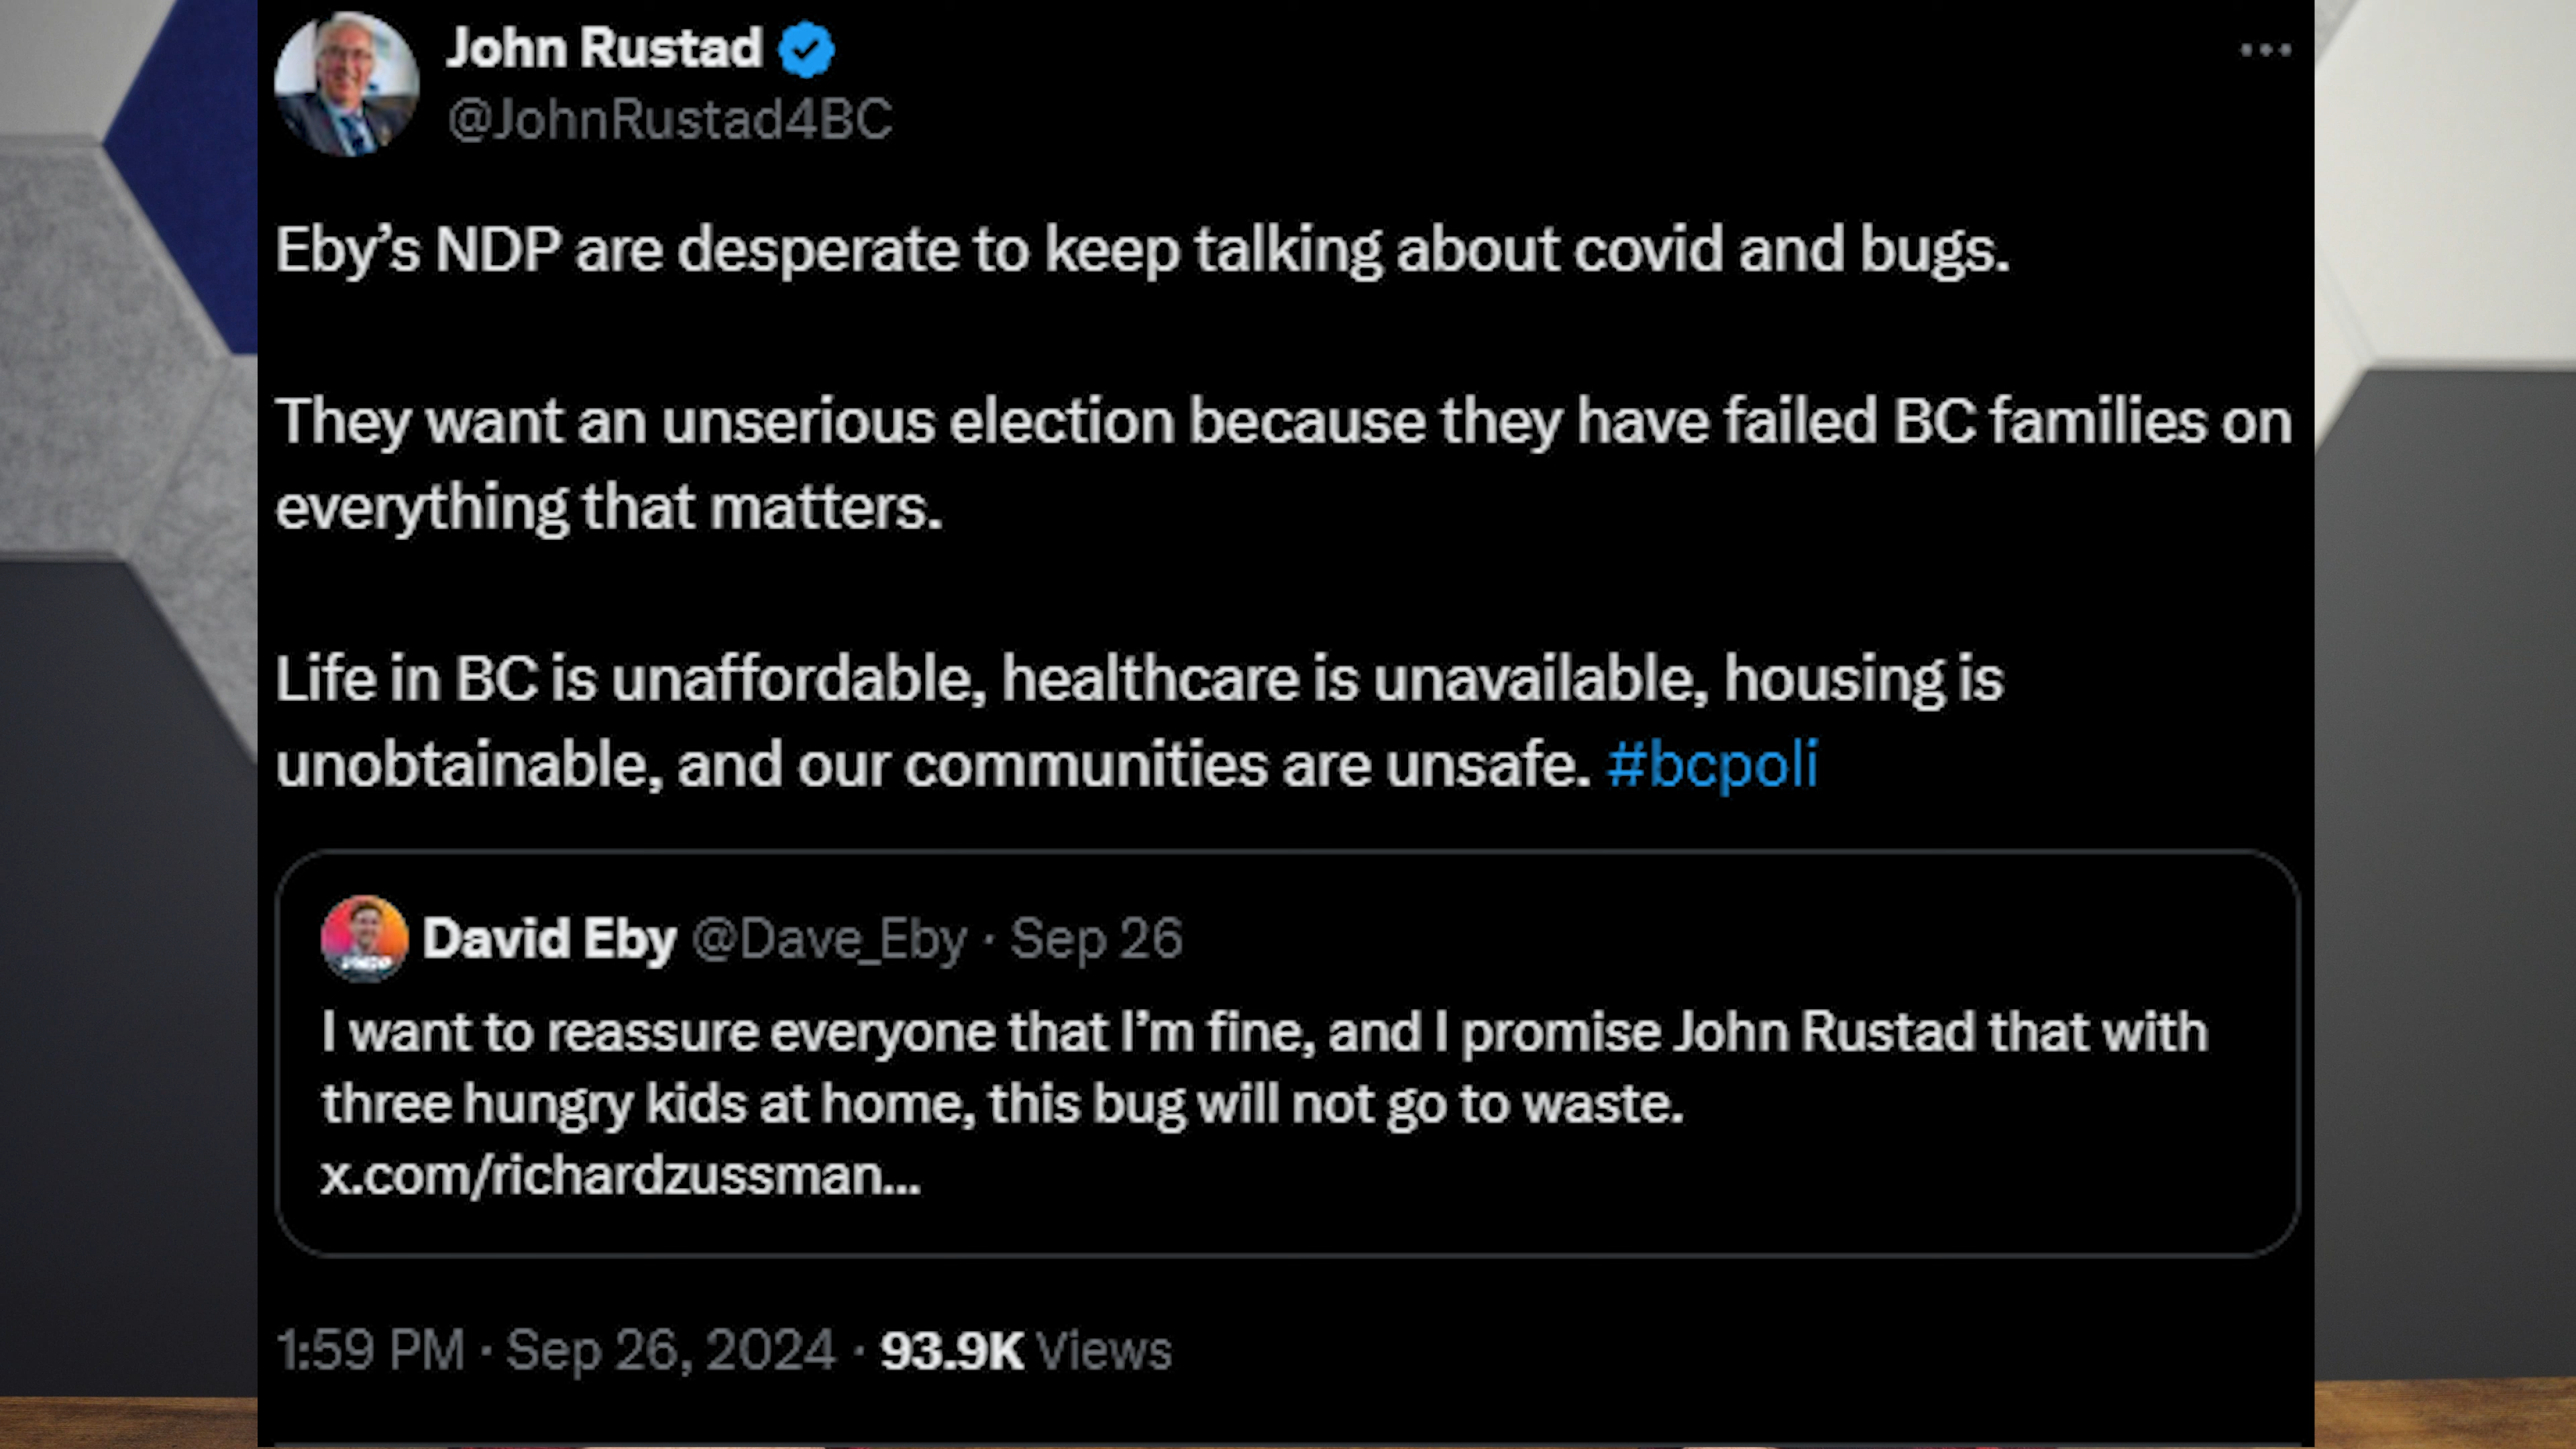 John Rustad
@JohnRustad4BC
Eby’s NDP are desperate to keep talking about covid and bugs.
They want an unserious election because they have failed BC families on
everything that matters.
Life in BC is unaffordable, healthcare is unavailable, housing is
unobtainable, and our communities are unsafe. #bcpoli
David Eby @Dave_Eby · Sep 26
I want to reassure everyone that I’m fine, and I promise John Rustad that with
three hungry kids at home, this bug will not go to waste.
x.com/richardzussman...
1:59 PM · Sep 26, 2024 · 93.9K Views